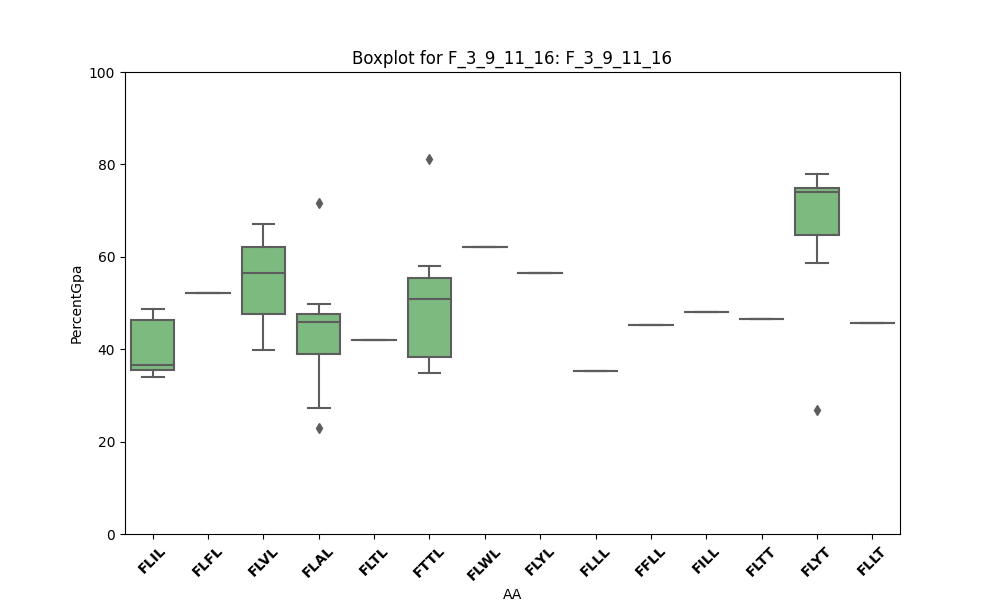 Boxplot for F_3_9_11_16: F_3_9_11_16
PercentGpa
100
80
60
40
20
0
FLIL FLFL FLVL FLAL FLTL FTTL FLWL FLYL FLLL FFLL FILL FLTT FLYT FLLT
AA